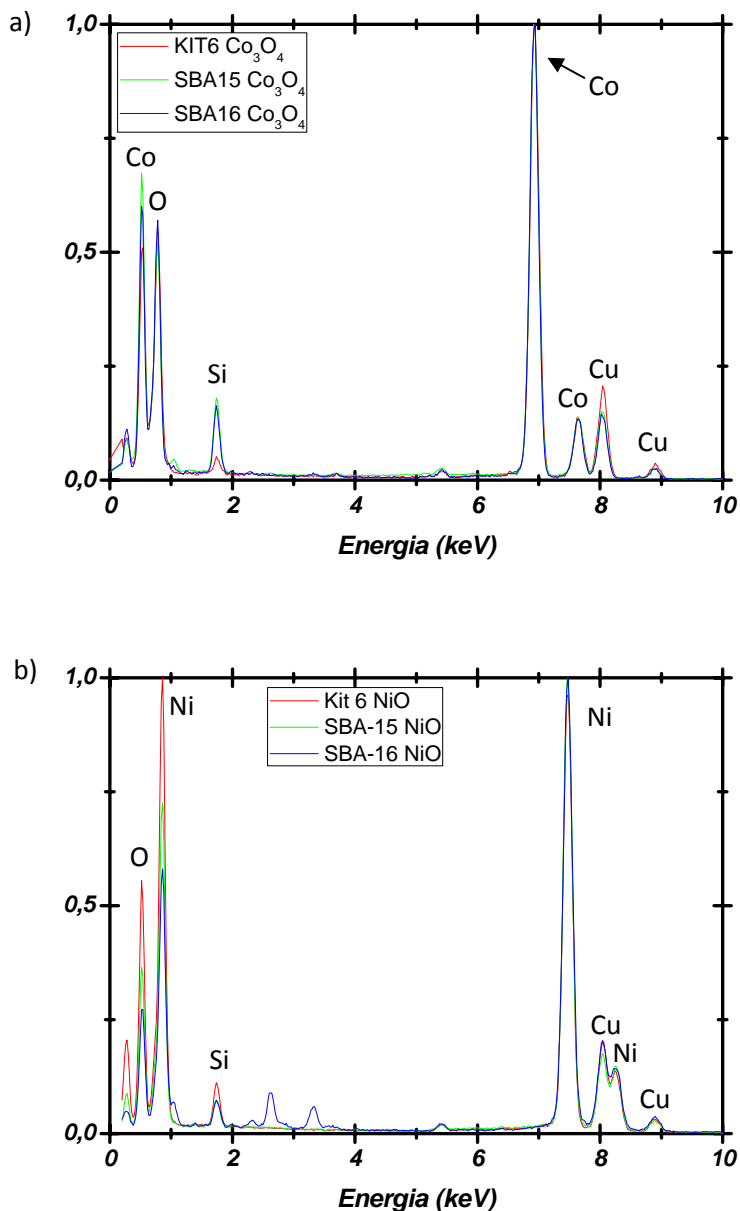 a)
1,0
KIT6 Co₃O₄
SBA15 Co₃O₄
SBA16 Co₃O₄
Co
Co
O
0,5
Si
Cu
Co
Cu
0,0
0 2 4 6 8 10
Energia (keV)
b)
1,0
Ni
Kit 6 NiO
SBA-15 NiO
SBA-16 NiO
Ni
O
0,5
Cu
Ni
Si
Cu
0,0
0 2 4 6 8 10
Energia (keV)